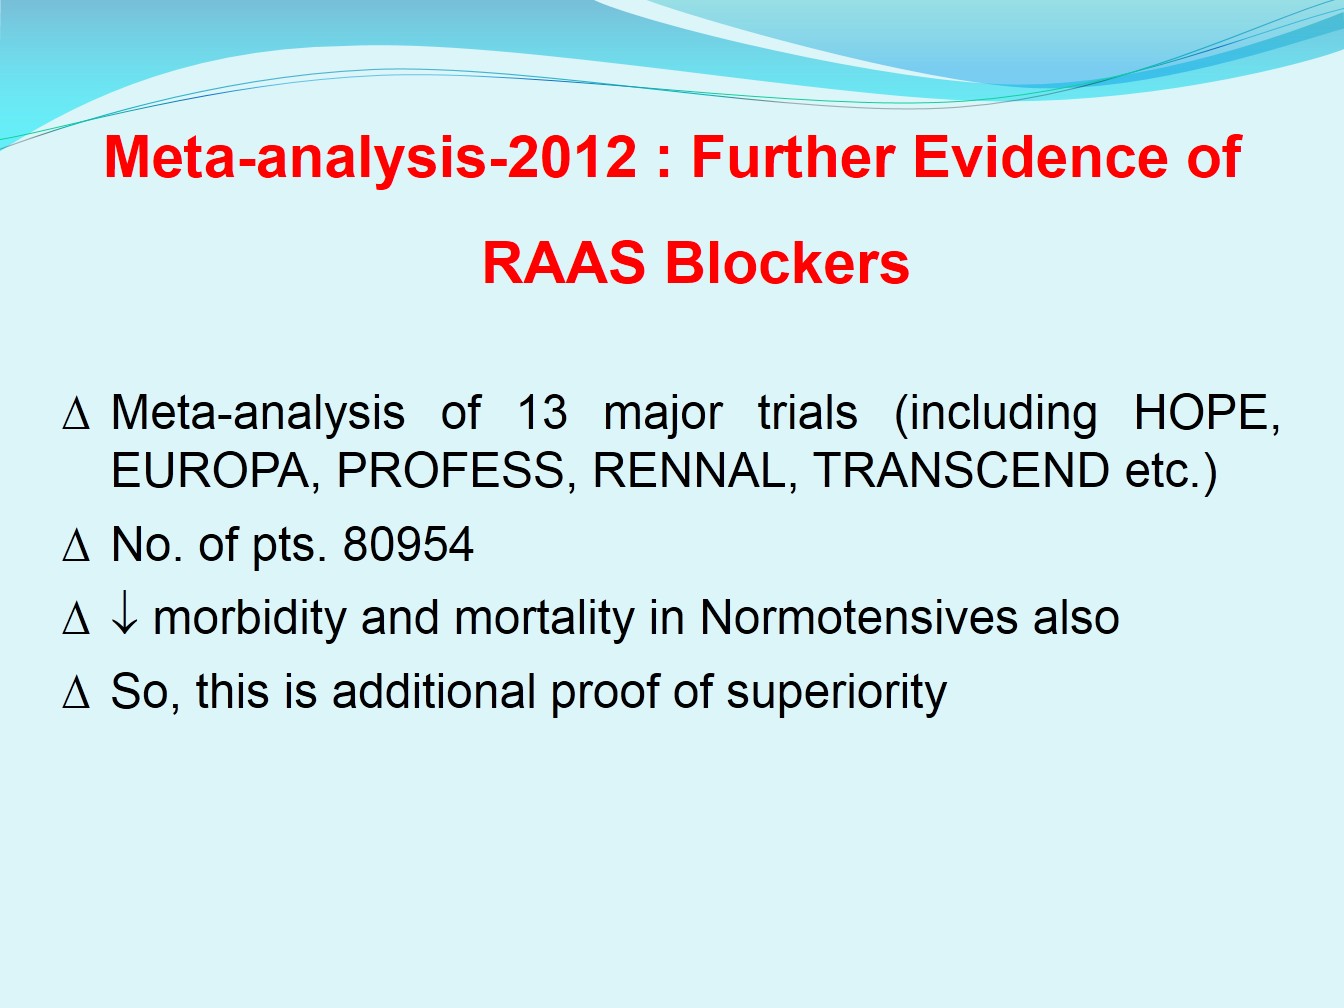 Meta-analysis-2012 : Further Evidence of
RAAS Blockers
∆ Meta-analysis of 13 major trials (including HOPE,
EUROPA, PROFESS, RENNAL, TRANSCEND etc.)
∆ No. of pts. 80954
∆ ↓ morbidity and mortality in Normotensives also
∆ So, this is additional proof of superiority